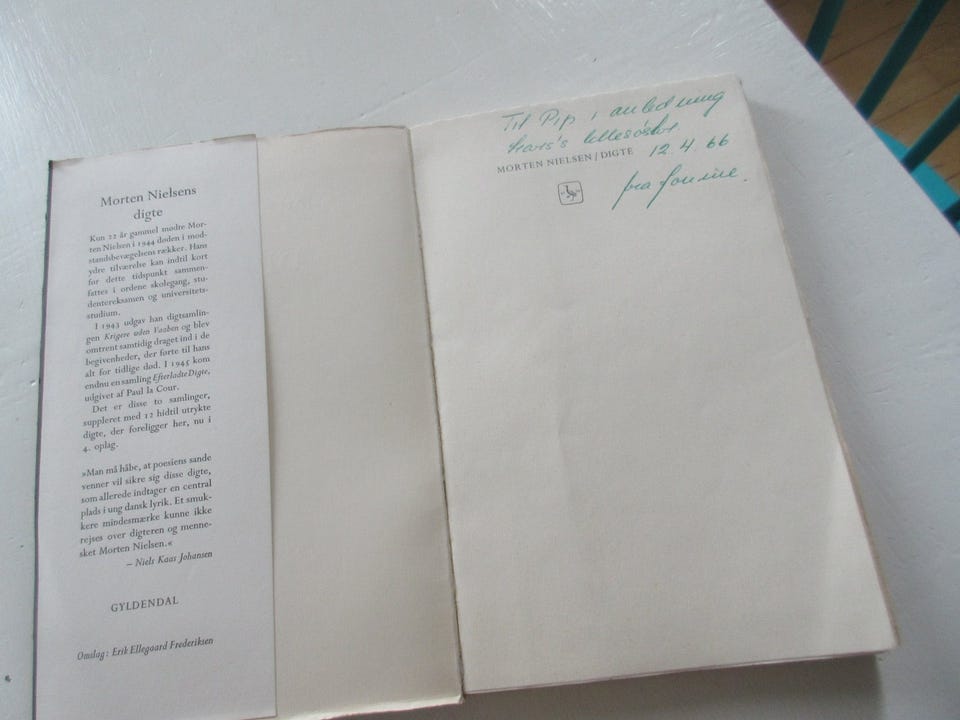 Morten Nielsens
digte
Kun 22 år gammel mødte Mor-
ten Nielsen i 1944 døden i mod-
standsbevægelsens rækker. Hans
ydre tilværelse kan indtil kort
før dette tidspunkt sammen-
fattes i ordene skolegang, stu-
dentereksamen og universitets-
studium.
I 1943 udgav han digtsamlin-
gen Krigere uden Vaaben og blev
omtrent samtidig draget ind i de
begivenheder, der førte til hans
alt for tidlige død. I 1945 kom
endnu en samling Efterladte Digte,
udgivet af Paul la Cour.
Det er disse to samlinger,
suppleret med 12 hidtil utrykte
digte, der foreligger her, nu i
4. oplag.
»Man må håbe, at poesiens sande
venner vil sikre sig disse digte,
som allerede indtager en central
plads i ung dansk lyrik. Et smuk-
kere mindesmærke kunne ikke
rejses over digteren og menne-
sket Morten Nielsen.«
– Niels Kaas Johansen
GYLDENDAL
Omslag: Erik Ellegaard Frederiksen
Til Pip i anledning
lillesøster
MORTEN NIELSEN / DIGTE
12.4.66
fra